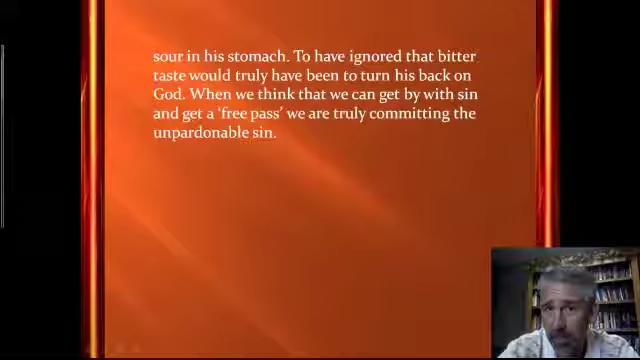 sour in his stomach. To have ignored that bitter
taste would truly have been to turn his back on
God. When we think that we can get by with sin
and get a ‘free pass’ we are truly committing the
unpardonable sin.